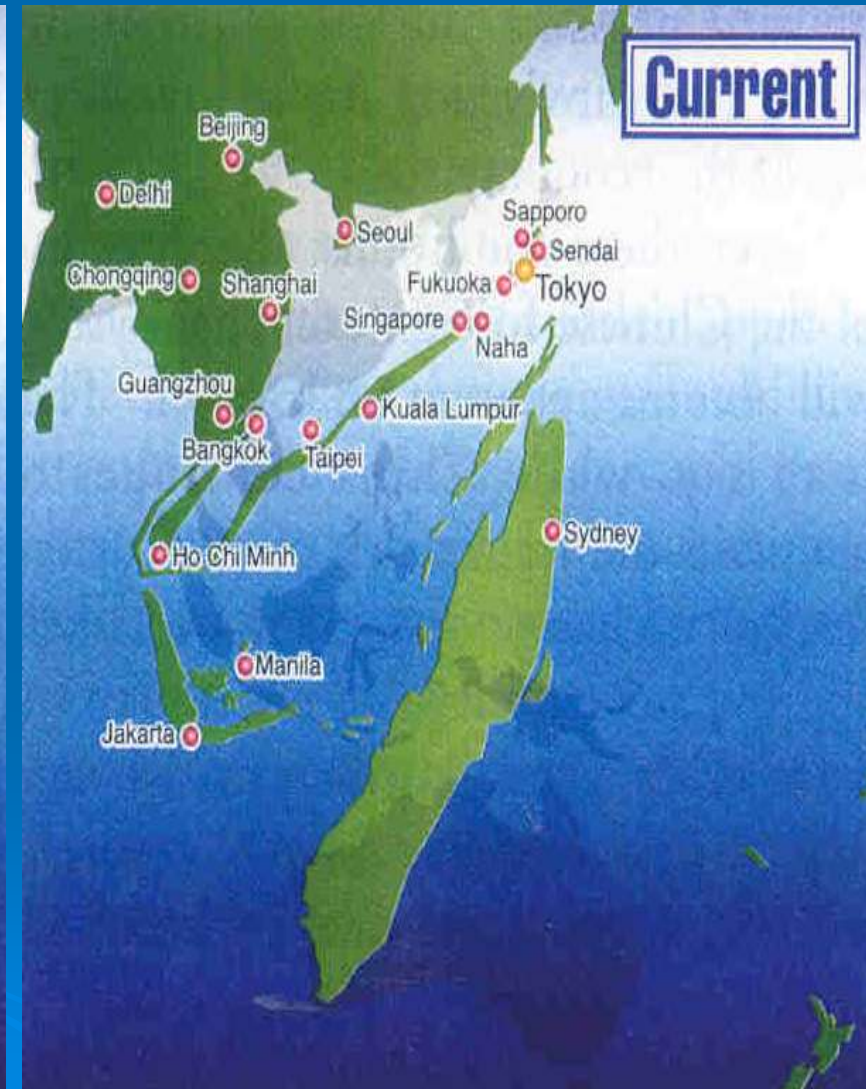 Current
Beijing
Delhi
Seoul
Sapporo
Sendai
Chongqing
Shanghai
Fukuoka
Tokyo
Singapore
Naha
Guangzhou
Kuala Lumpur
Bangkok
Taipei
Sydney
Ho Chi Minh
Manila
Jakarta